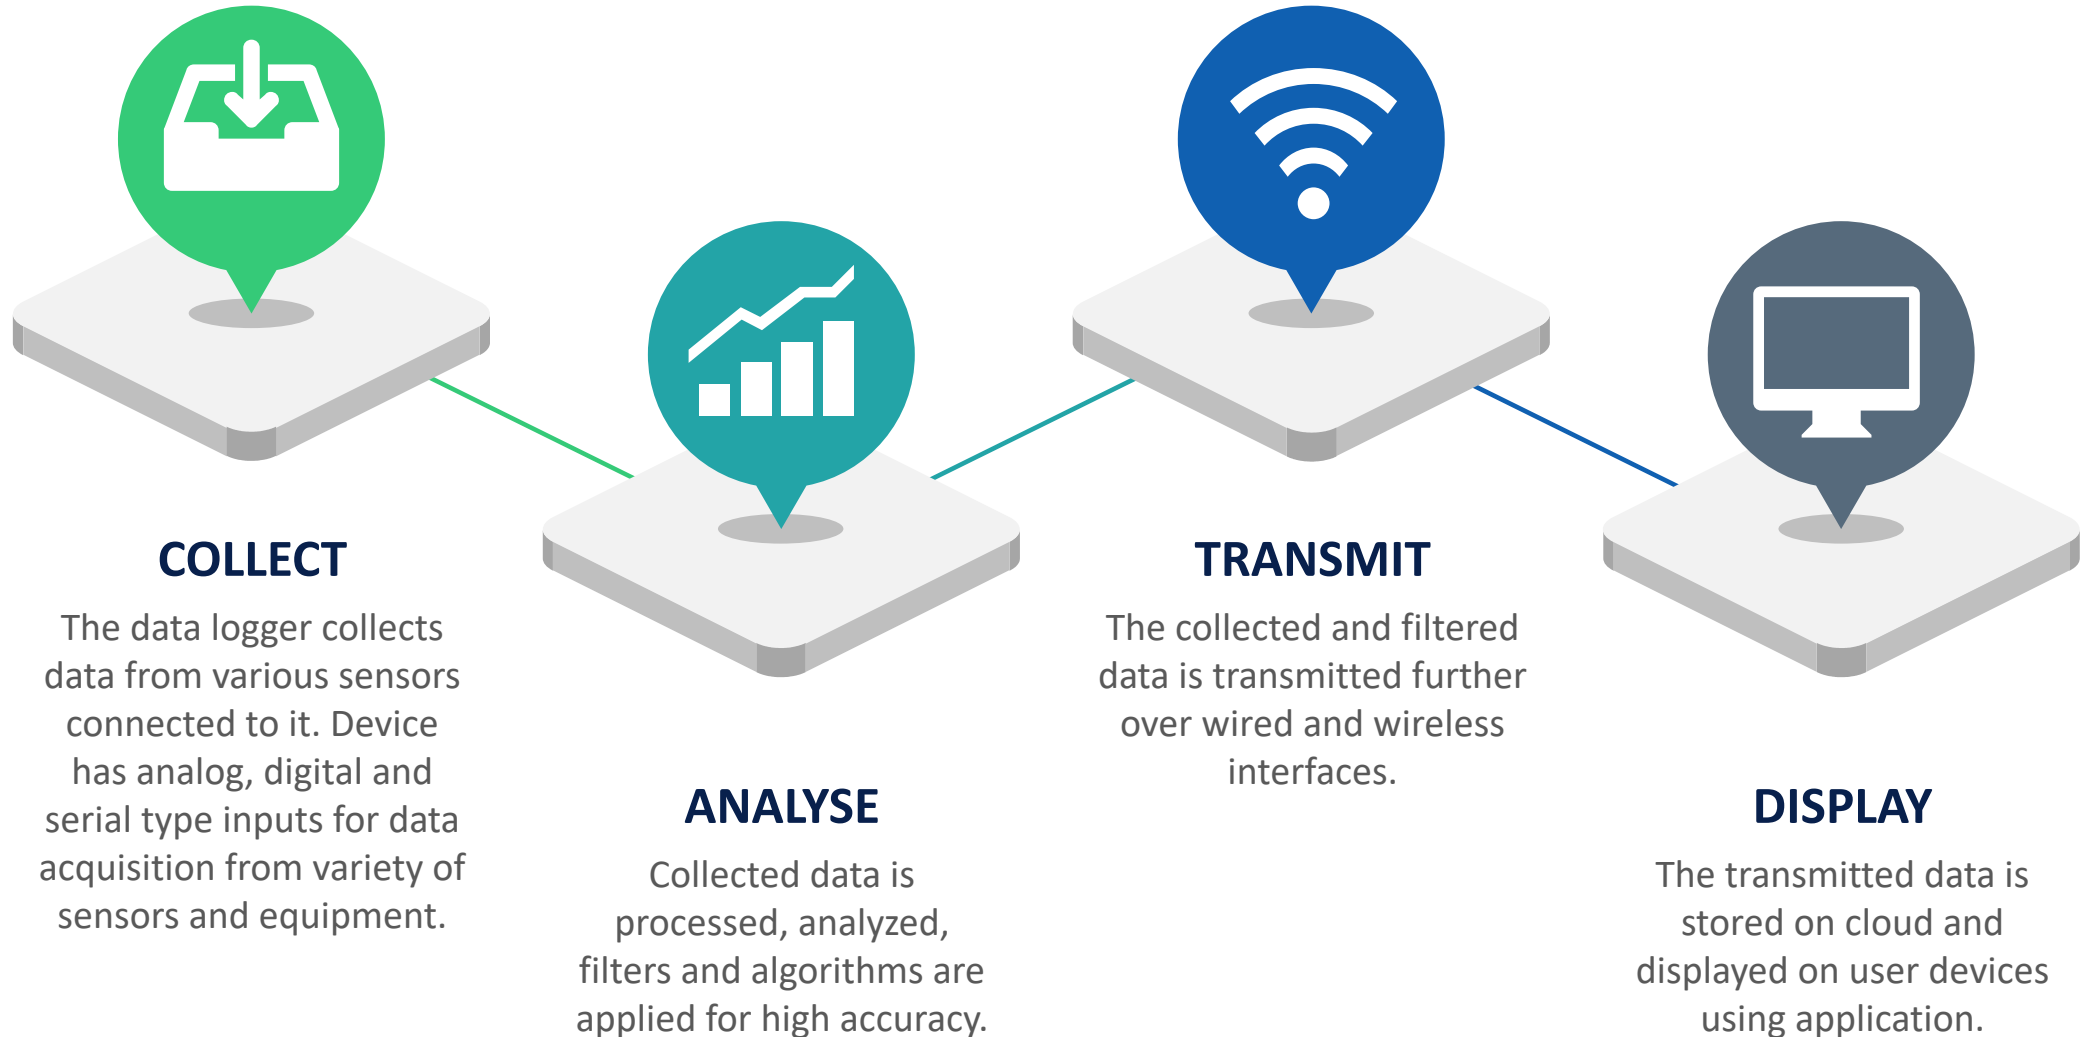 COLLECT
The data logger collects
data from various sensors
connected to it. Device
has analog, digital and
serial type inputs for data
acquisition from variety of
sensors and equipment.
ANALYSE
Collected data is
processed, analyzed,
filters and algorithms are
applied for high accuracy.
TRANSMIT
The collected and filtered
data is transmitted further
over wired and wireless
interfaces.
DISPLAY
The transmitted data is
stored on cloud and
displayed on user devices
using application.